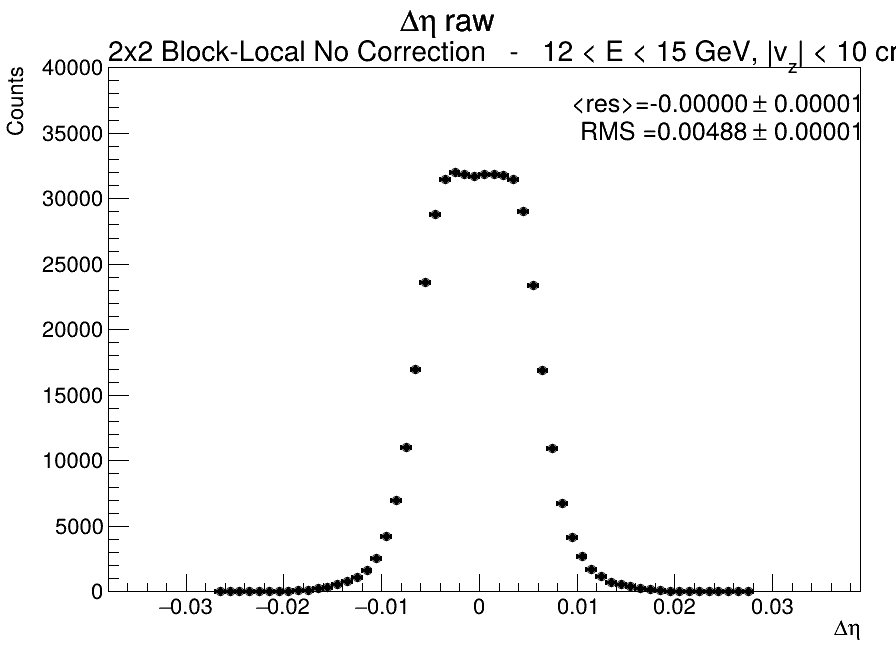 Δη raw
2x2 Block-Local No Correction - 12 < E < 15 GeV, |v_z| < 10 cr
Counts
<res>=-0.00000 ± 0.00001
RMS =0.00488 ± 0.00001
40000
35000
30000
25000
20000
15000
10000
5000
0
−0.03 −0.02 −0.01 0 0.01 0.02 0.03
Δη